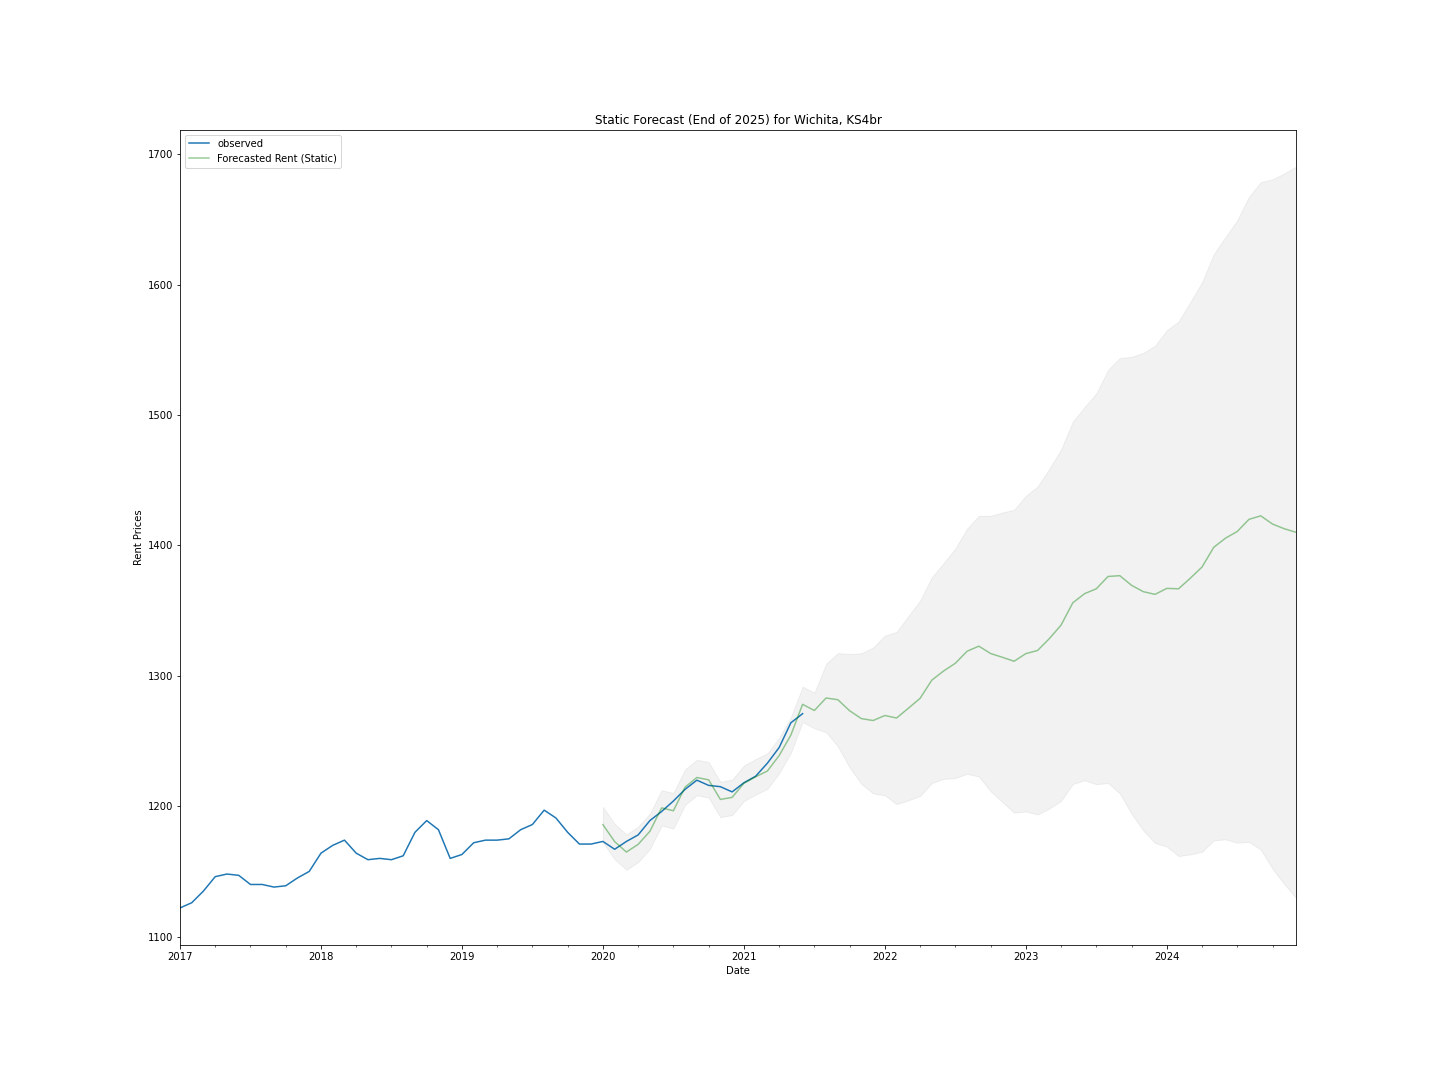 Static Forecast (End of 2025) for Wichita, KS4br
observed
Forecasted Rent (Static)
1700
1600
1500
1400
1300
1200
1100
Rent Prices
2017 2018 2019 2020 2021 2022 2023 2024
Date